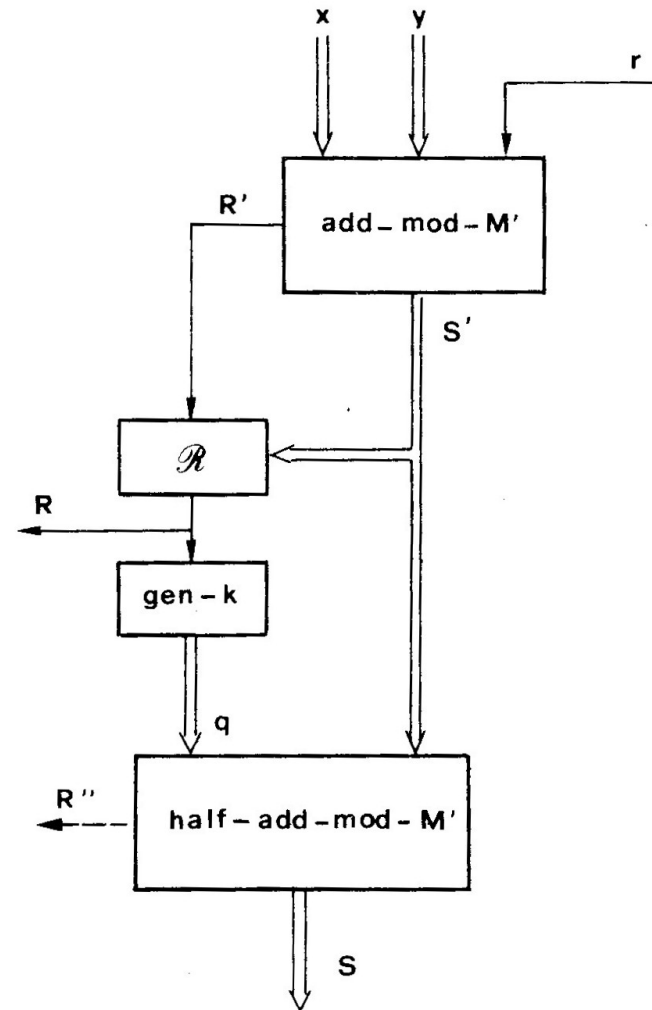 x y
r
R'
add-mod-M'
S'
ℛ
R
gen-k
q
R''
half-add-mod-M'
S